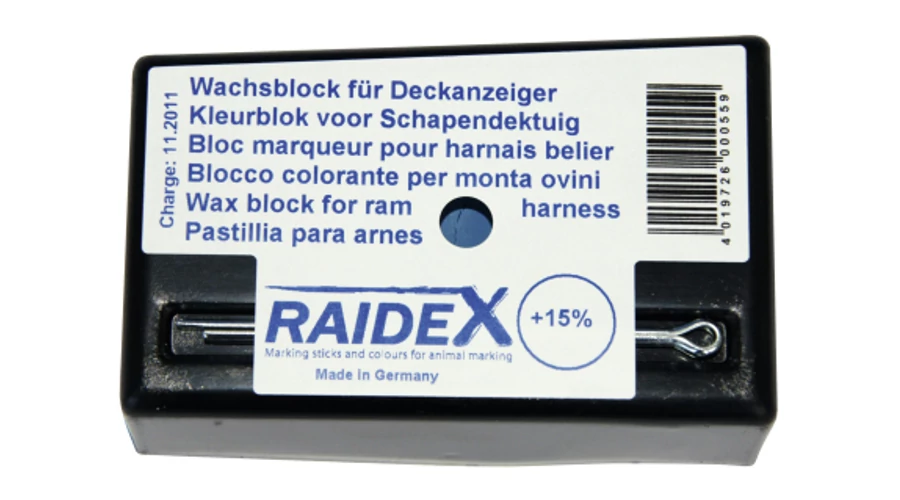 Wachsblock für Deckanzeiger
Kleurblok voor Schapendektuig
Bloc marqueur pour harnais belier
Blocco colorante per monta ovini
Wax block for ram harness
Pastillia para arnes
Charge: 11.2011
4 019726 000559
RAIDEX
+15%
Marking sticks and colours for animal marking
Made in Germany